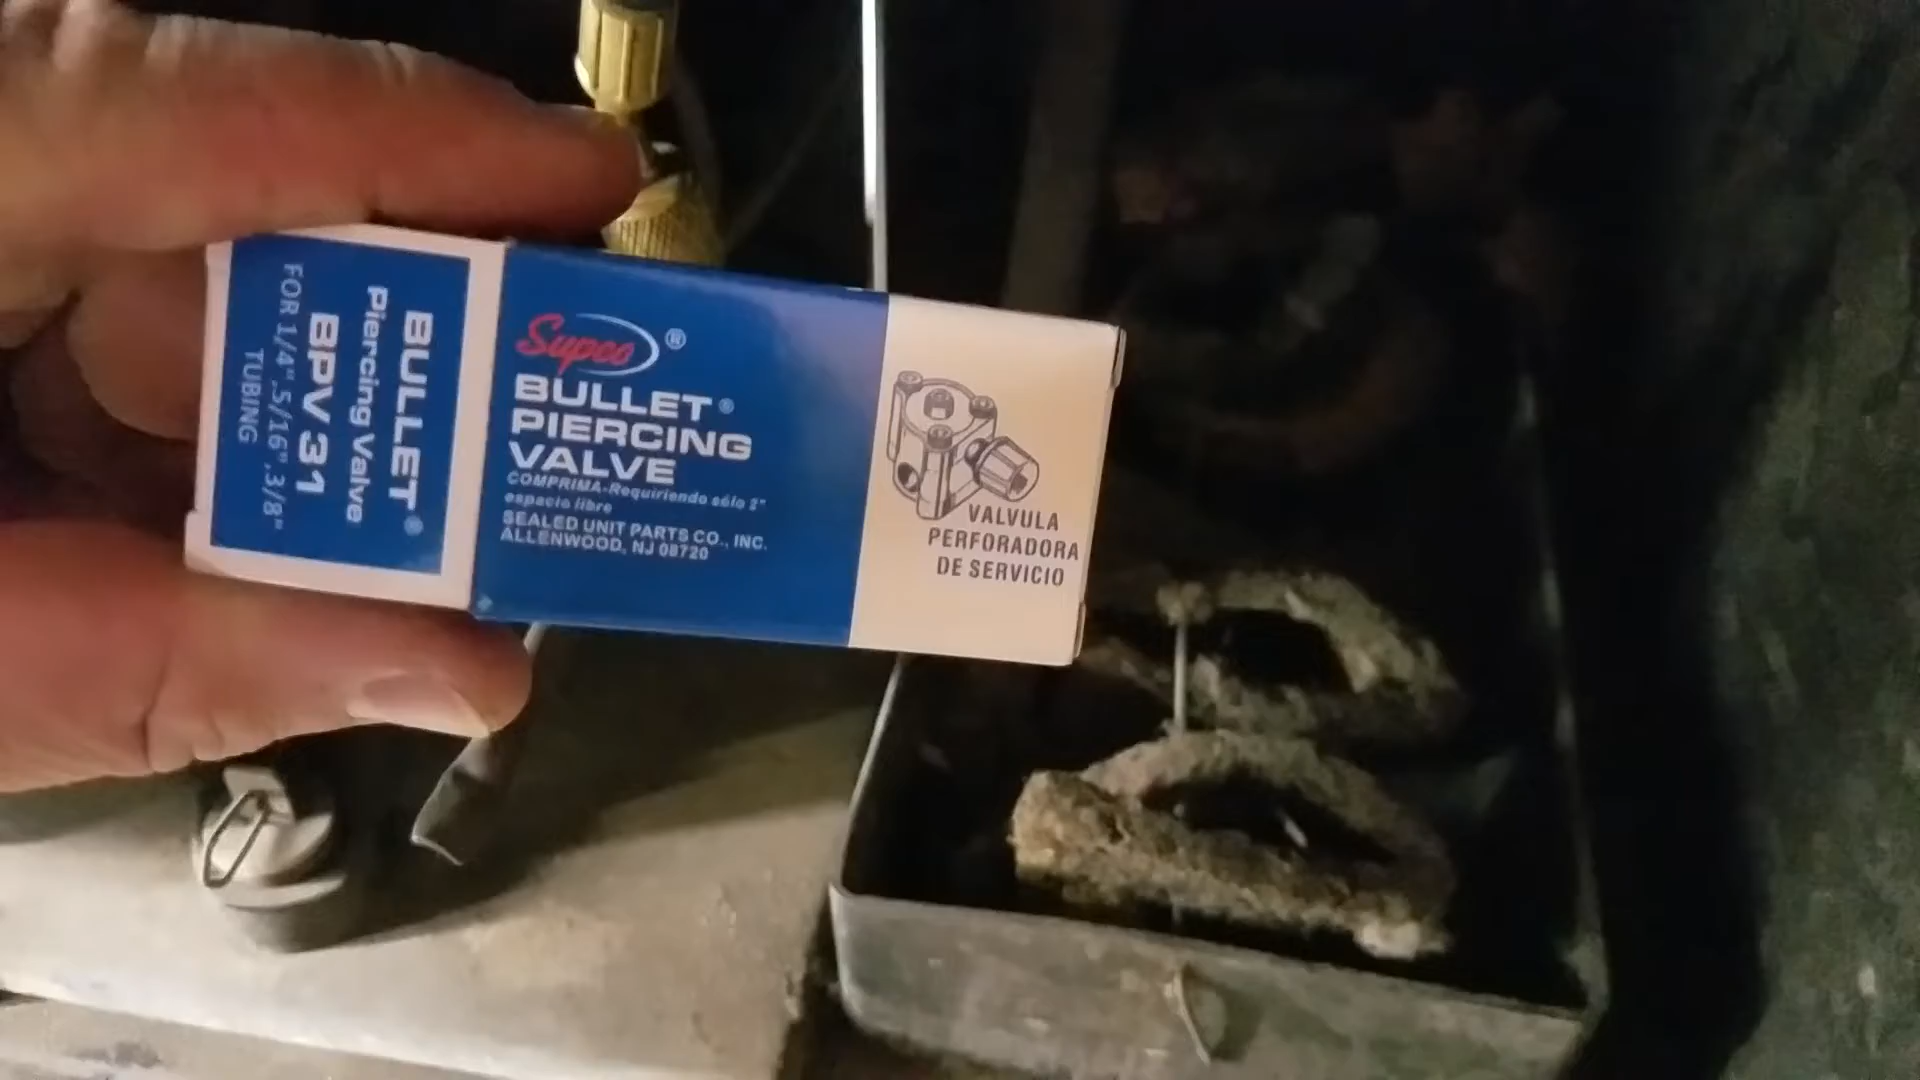 BULLET®
Piercing Valve
BPV 31
FOR 1/4", 5/16", 3/8"
TUBING
Supco®
BULLET®
PIERCING
VALVE
COMPRIMA-Requiriendo sólo 2"
espacio libre
SEALED UNIT PARTS CO., INC.
ALLENWOOD, NJ 08720
VALVULA
PERFORADORA
DE SERVICIO